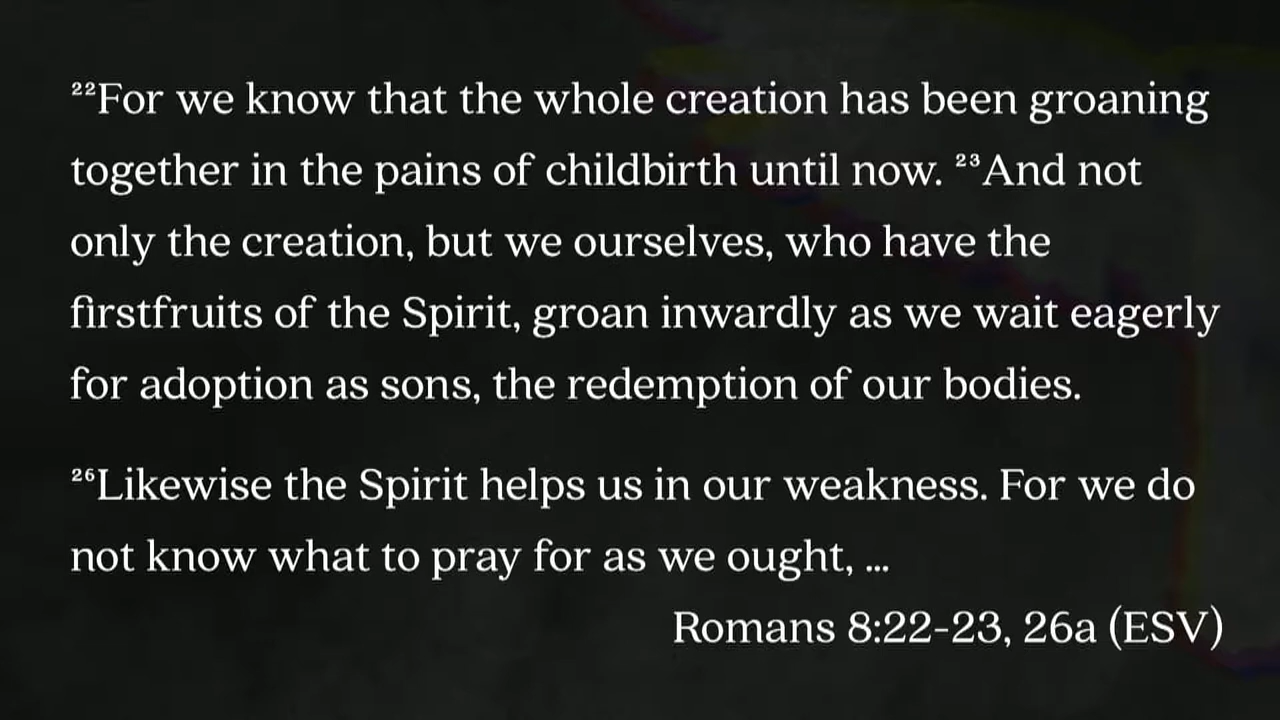 ²²For we know that the whole creation has been groaning
together in the pains of childbirth until now. ²³And not
only the creation, but we ourselves, who have the
firstfruits of the Spirit, groan inwardly as we wait eagerly
for adoption as sons, the redemption of our bodies.
²⁶Likewise the Spirit helps us in our weakness. For we do
not know what to pray for as we ought, ...
Romans 8:22-23, 26a (ESV)